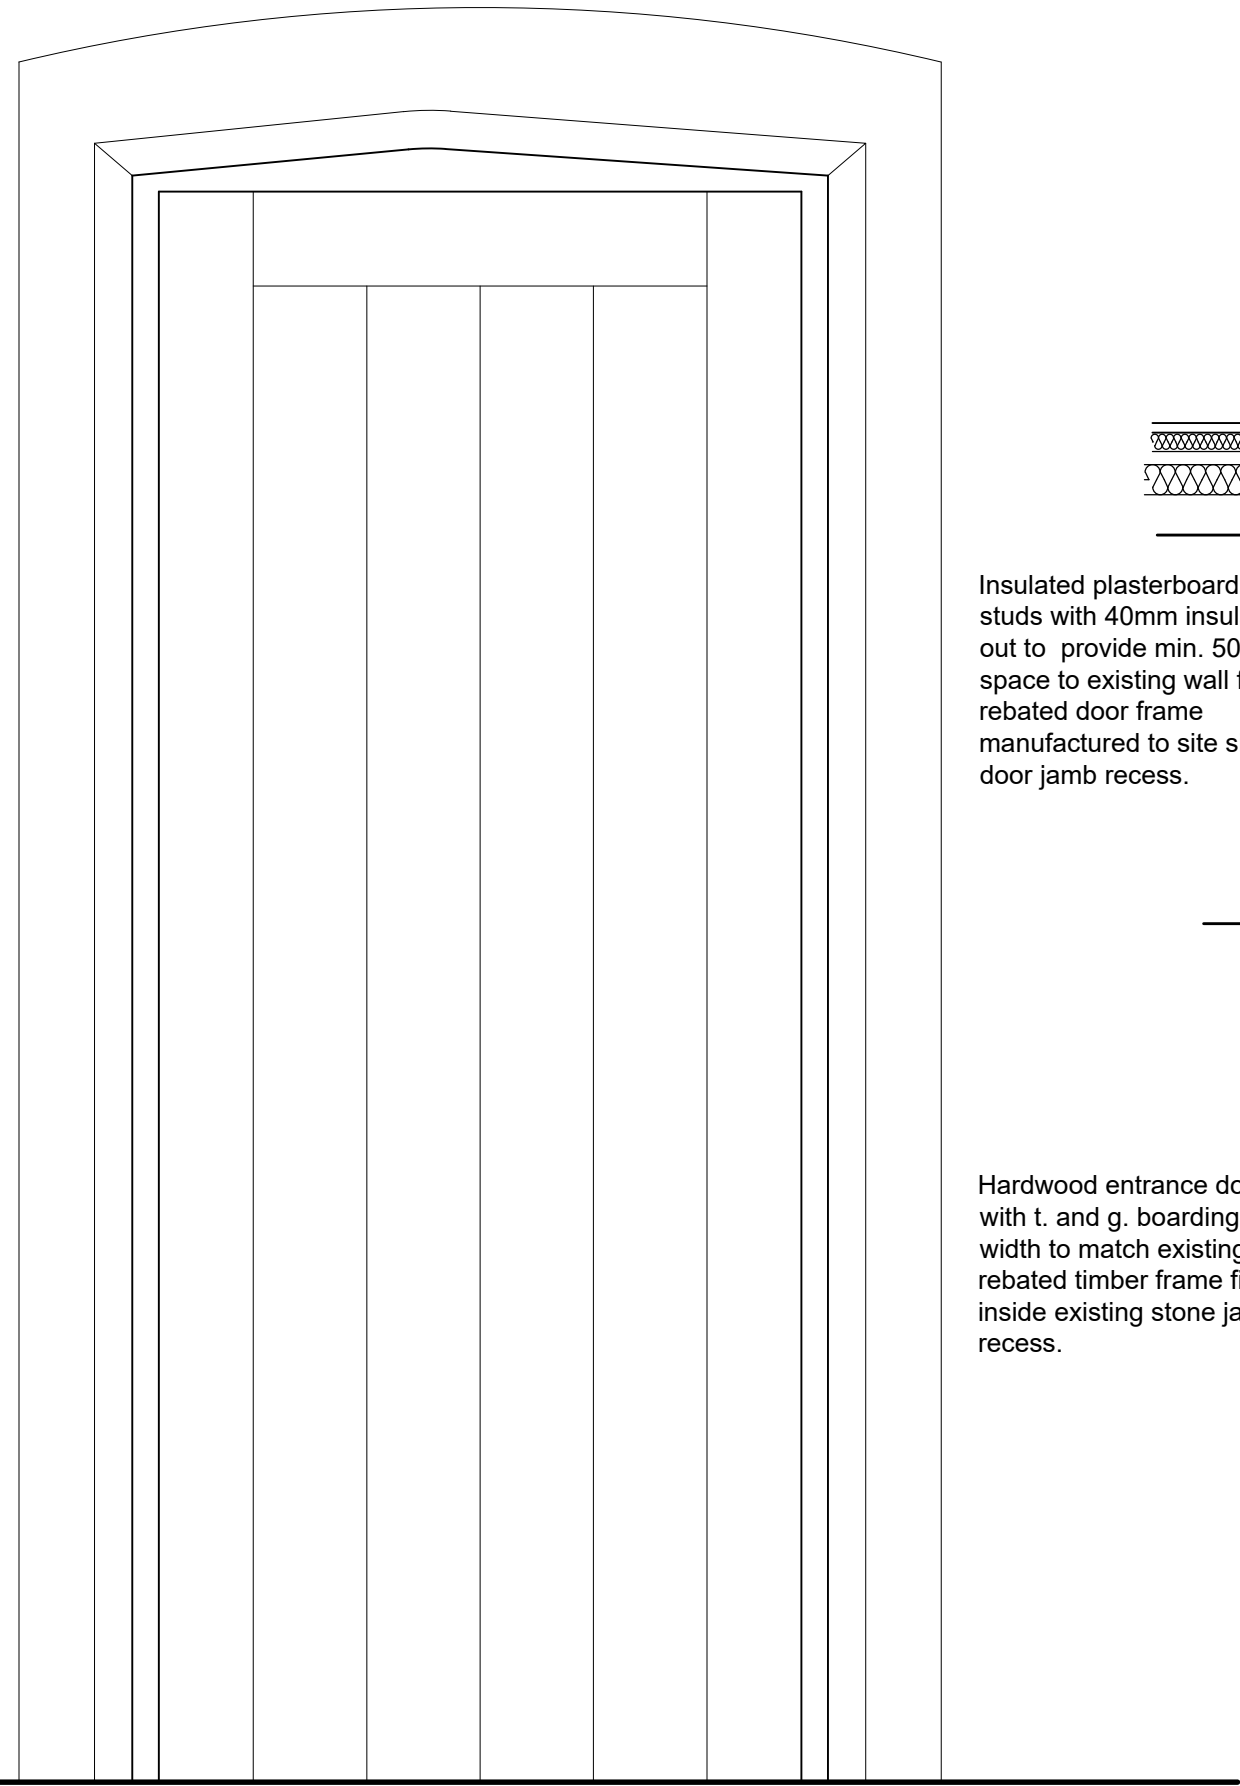 Insulated plasterboard
studs with 40mm insul
out to provide min. 50
space to existing wall f
rebated door frame
manufactured to site s
door jamb recess.
Hardwood entrance do
with t. and g. boarding
width to match existing
rebated timber frame fi
inside existing stone ja
recess.